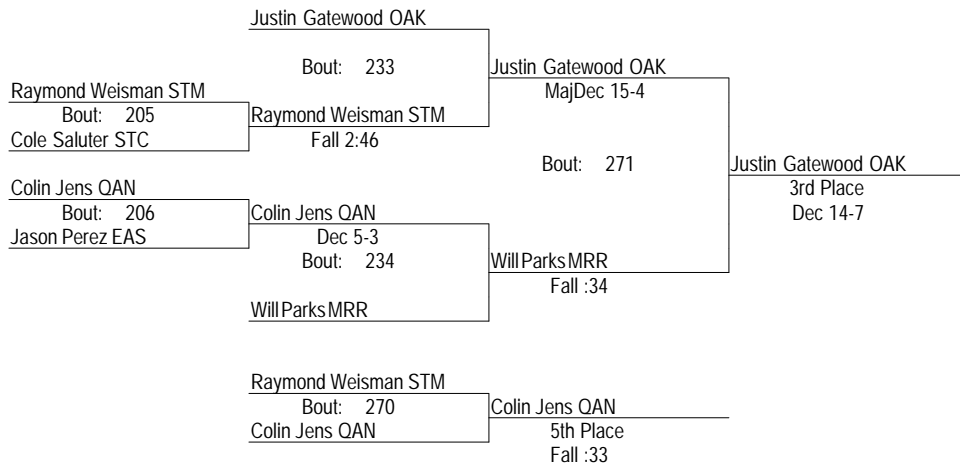 Justin Gatewood OAK
Bout: 233
Justin Gatewood OAK
Raymond Weisman STM
MajDec 15-4
Bout: 205
Raymond Weisman STM
Cole Saluter STC
Fall 2:46
Bout: 271
Justin Gatewood OAK
Colin Jens QAN
3rd Place
Bout: 206
Colin Jens QAN
Dec 14-7
Jason Perez EAS
Dec 5-3
Bout: 234
Will Parks MRR
Fall :34
Will Parks MRR
Raymond Weisman STM
Bout: 270
Colin Jens QAN
Colin Jens QAN
5th Place
Fall :33